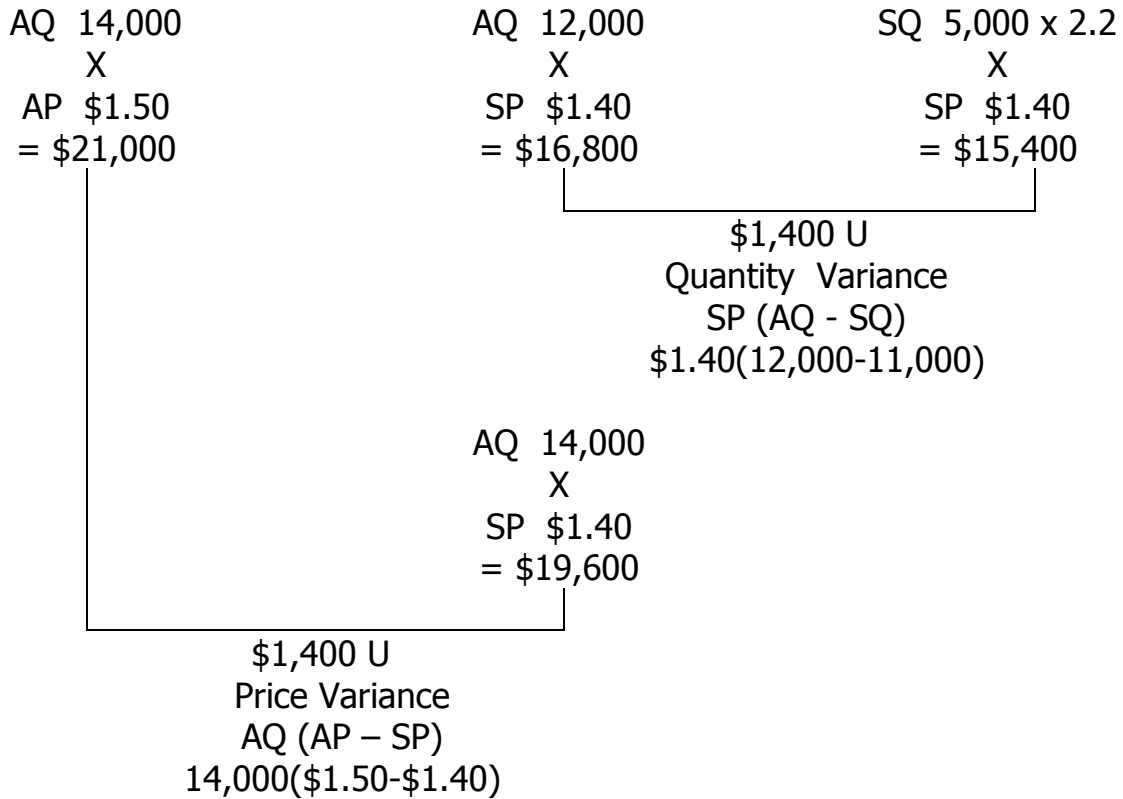 AQ 14,000
X
AP $1.50
= $21,000
AQ 12,000
X
SP $1.40
= $16,800
SQ 5,000 x 2.2
X
SP $1.40
= $15,400
$1,400 U
Quantity Variance
SP (AQ - SQ)
$1.40(12,000-11,000)
AQ 14,000
X
SP $1.40
= $19,600
$1,400 U
Price Variance
AQ (AP – SP)
14,000($1.50-$1.40)